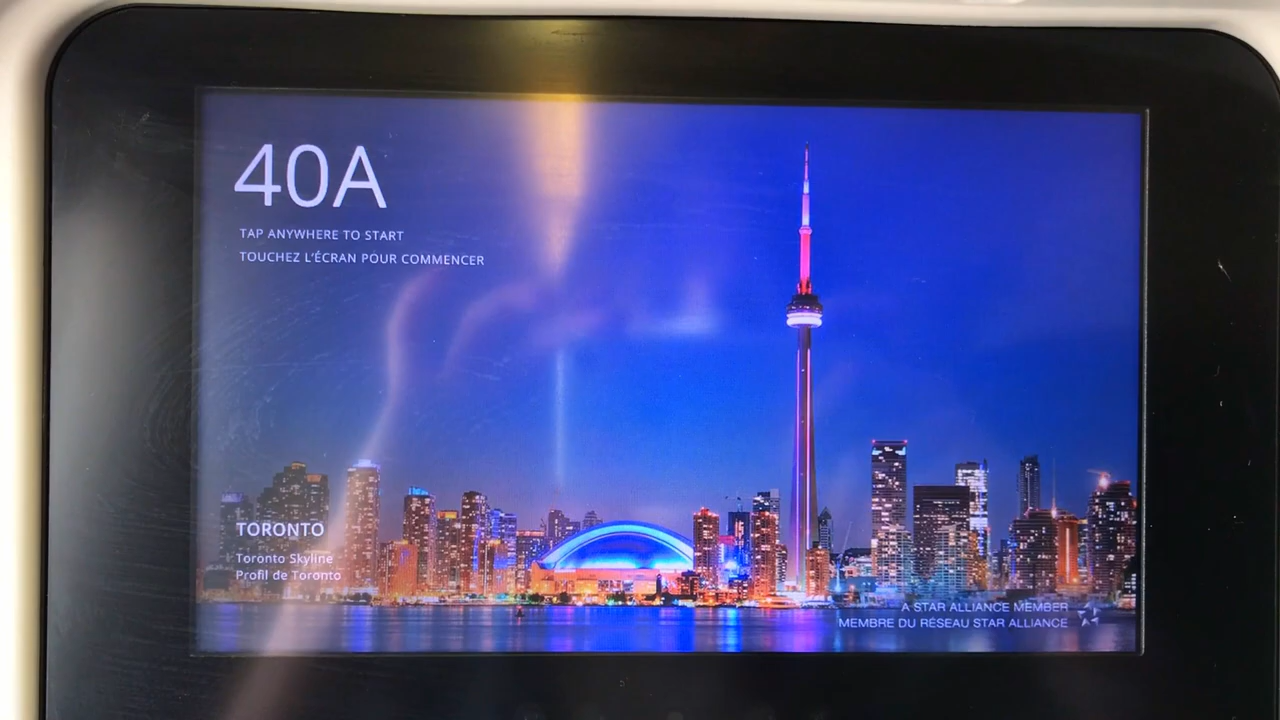 40A
TAP ANYWHERE TO START
TOUCHEZ L'ÉCRAN POUR COMMENCER
TORONTO
Toronto Skyline
Profil de Toronto
A STAR ALLIANCE MEMBER
MEMBRE DU RÉSEAU STAR ALLIANCE